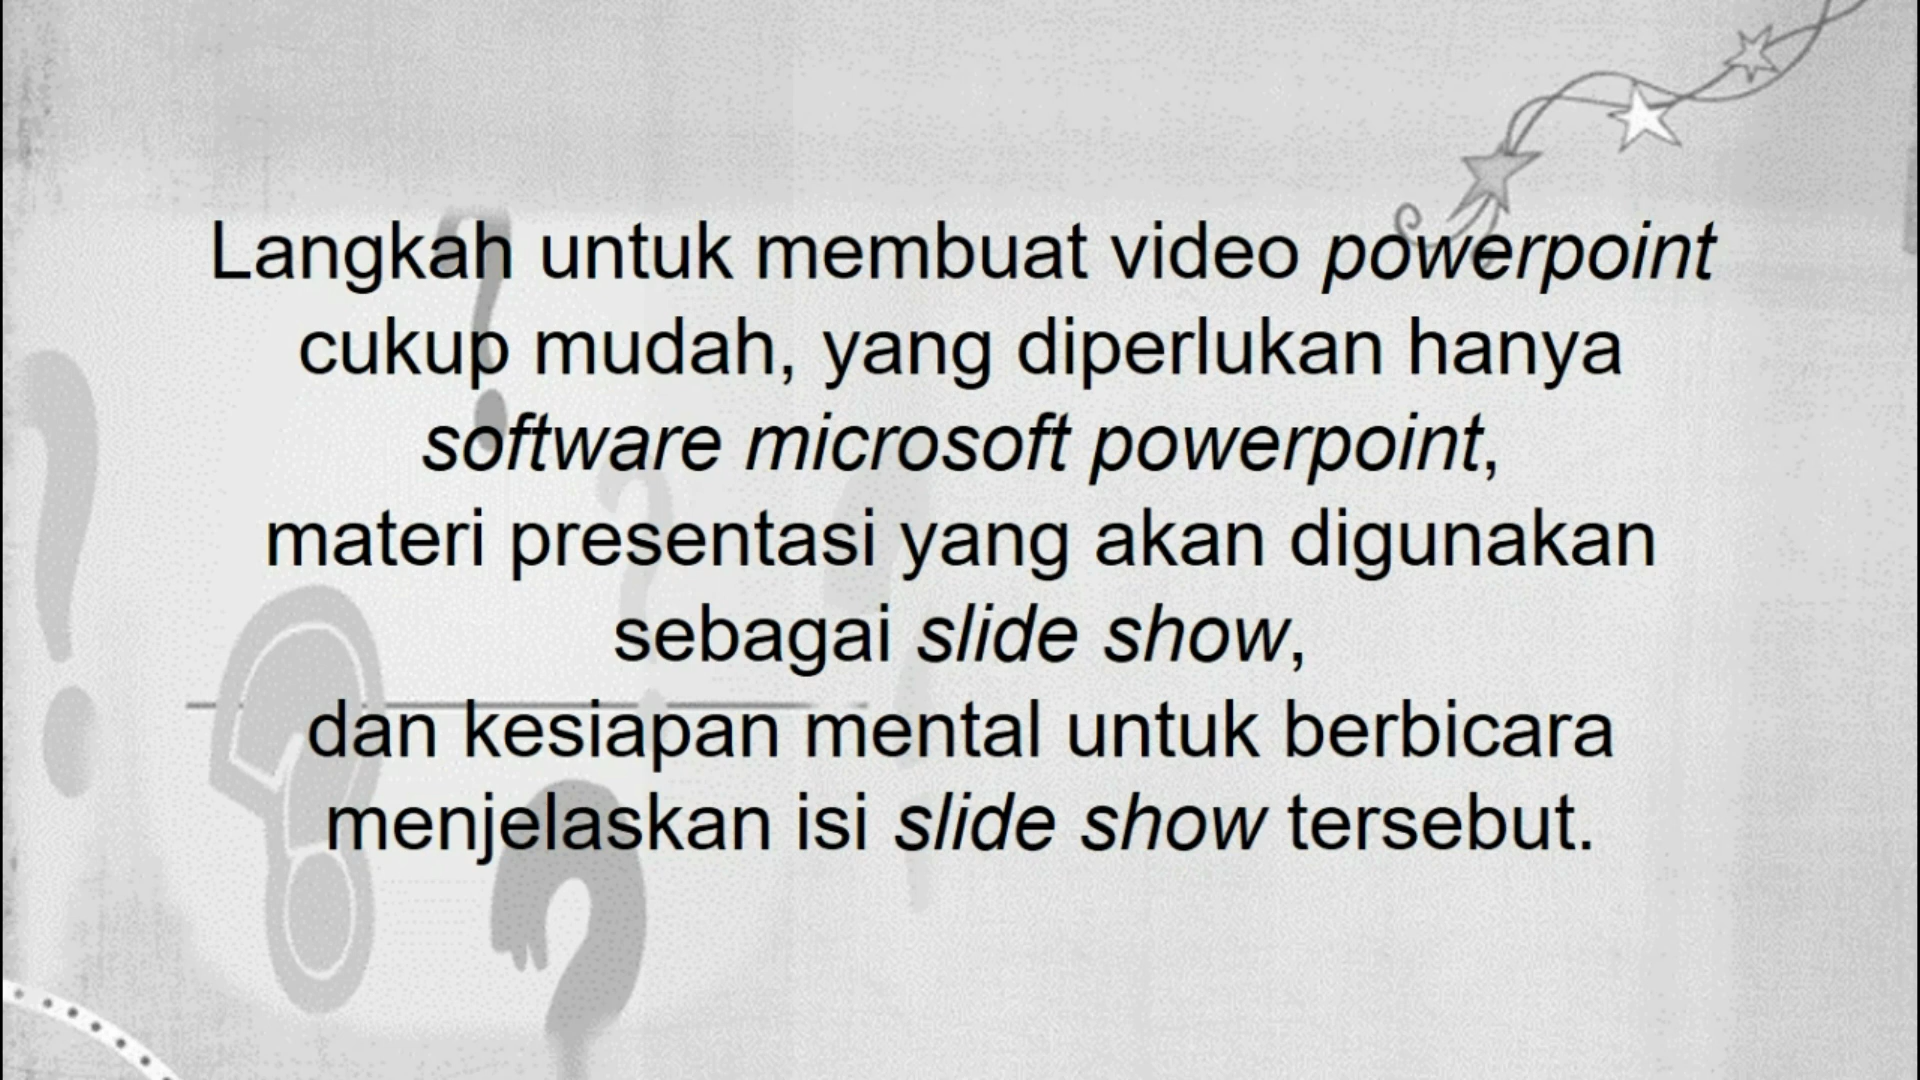 Langkah untuk membuat video powerpoint
cukup mudah, yang diperlukan hanya
software microsoft powerpoint,
materi presentasi yang akan digunakan
sebagai slide show,
dan kesiapan mental untuk berbicara
menjelaskan isi slide show tersebut.